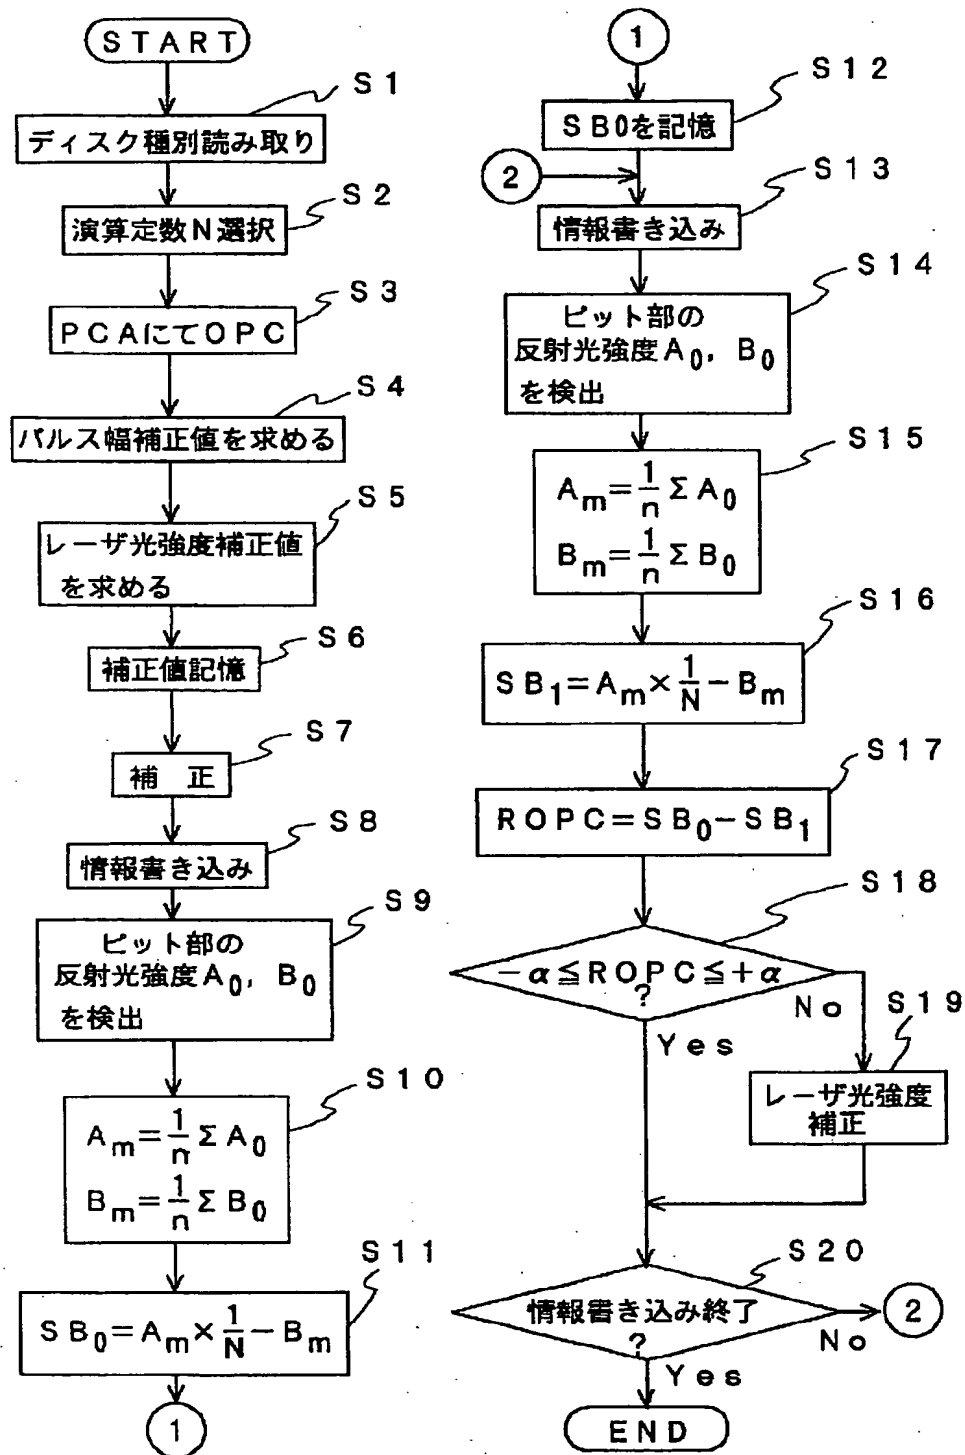 START
S1
ディスク種別読み取り
S2
演算定数N選択
S3
PCAにてOPC
S4
パルス幅補正値を求める
S5
レーザ光強度補正値
を求める
S6
補正値記憶
S7
補 正
S8
情報書き込み
S9
ピット部の
反射光強度A₀, B₀
を検出
S10
Aₘ=1/n ΣA₀
Bₘ=1/n ΣB₀
S11
SB₀=Aₘ×1/N−Bₘ
1
1
S12
SB0を記憶
2
S13
情報書き込み
S14
ピット部の
反射光強度A₀, B₀
を検出
S15
Aₘ=1/n ΣA₀
Bₘ=1/n ΣB₀
S16
SB₁=Aₘ×1/N−Bₘ
S17
ROPC=SB₀−SB₁
S18
−α≦ROPC≦+α
?
No
Yes
S19
レーザ光強度
補正
S20
情報書き込み終了
?
2
No
Yes
END